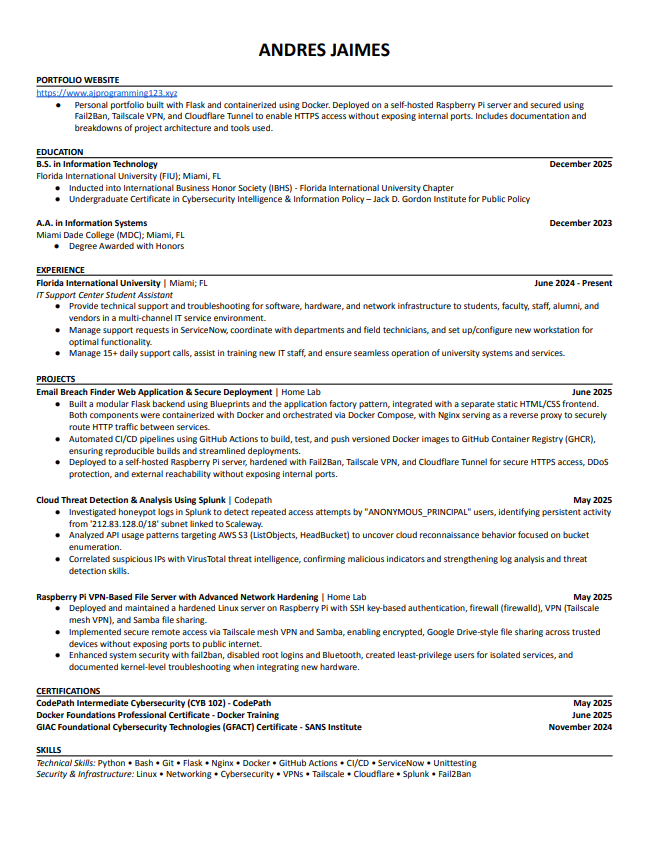 ANDRES JAIMES
PORTFOLIO WEBSITE
https://www.ajprogramming123.xyz
● Personal portfolio built with Flask and containerized using Docker. Deployed on a self-hosted Raspberry Pi server and secured using
Fail2Ban, Tailscale VPN, and Cloudflare Tunnel to enable HTTPS access without exposing internal ports. Includes documentation and
breakdowns of project architecture and tools used.
EDUCATION
B.S. in Information Technology December 2025
Florida International University (FIU); Miami, FL
● Inducted into International Business Honor Society (IBHS) - Florida International University Chapter
● Undergraduate Certificate in Cybersecurity Intelligence & Information Policy – Jack D. Gordon Institute for Public Policy
A.A. in Information Systems December 2023
Miami Dade College (MDC); Miami, FL
● Degree Awarded with Honors
EXPERIENCE
Florida International University | Miami; FL June 2024 - Present
IT Support Center Student Assistant
● Provide technical support and troubleshooting for software, hardware, and network infrastructure to students, faculty, staff, alumni, and
vendors in a multi-channel IT service environment.
● Manage support requests in ServiceNow, coordinate with departments and field technicians, and set up/configure new workstation for
optimal functionality.
● Manage 15+ daily support calls, assist in training new IT staff, and ensure seamless operation of university systems and services.
PROJECTS
Email Breach Finder Web Application & Secure Deployment | Home Lab June 2025
● Built a modular Flask backend using Blueprints and the application factory pattern, integrated with a separate static HTML/CSS frontend.
Both components were containerized with Docker and orchestrated via Docker Compose, with Nginx serving as a reverse proxy to securely
route HTTP traffic between services.
● Automated CI/CD pipelines using GitHub Actions to build, test, and push versioned Docker images to GitHub Container Registry (GHCR),
ensuring reproducible builds and streamlined deployments.
● Deployed to a self-hosted Raspberry Pi server, hardened with Fail2Ban, Tailscale VPN, and Cloudflare Tunnel for secure HTTPS access, DDoS
protection, and external reachability without exposing internal ports.
Cloud Threat Detection & Analysis Using Splunk | Codepath May 2025
● Investigated honeypot logs in Splunk to detect repeated access attempts by "ANONYMOUS_PRINCIPAL" users, identifying persistent activity
from '212.83.128.0/18' subnet linked to Scaleway.
● Analyzed API usage patterns targeting AWS S3 (ListObjects, HeadBucket) to uncover cloud reconnaissance behavior focused on bucket
enumeration.
● Correlated suspicious IPs with VirusTotal threat intelligence, confirming malicious indicators and strengthening log analysis and threat
detection skills.
Raspberry Pi VPN-Based File Server with Advanced Network Hardening | Home Lab May 2025
● Deployed and maintained a hardened Linux server on Raspberry Pi with SSH key-based authentication, firewall (firewalld), VPN (Tailscale
mesh VPN), and Samba file sharing.
● Implemented secure remote access via Tailscale mesh VPN and Samba, enabling encrypted, Google Drive-style file sharing across trusted
devices without exposing ports to public internet.
● Enhanced system security with fail2ban, disabled root logins and Bluetooth, created least-privilege users for isolated services, and
documented kernel-level troubleshooting when integrating new hardware.
CERTIFICATIONS
CodePath Intermediate Cybersecurity (CYB 102) - CodePath May 2025
Docker Foundations Professional Certificate - Docker Training June 2025
GIAC Foundational Cybersecurity Technologies (GFACT) Certificate - SANS Institute November 2024
SKILLS
Technical Skills: Python • Bash • Git • Flask • Nginx • Docker • GitHub Actions • CI/CD • ServiceNow • Unittesting
Security & Infrastructure: Linux • Networking • Cybersecurity • VPNs • Tailscale • Cloudflare • Splunk • Fail2Ban